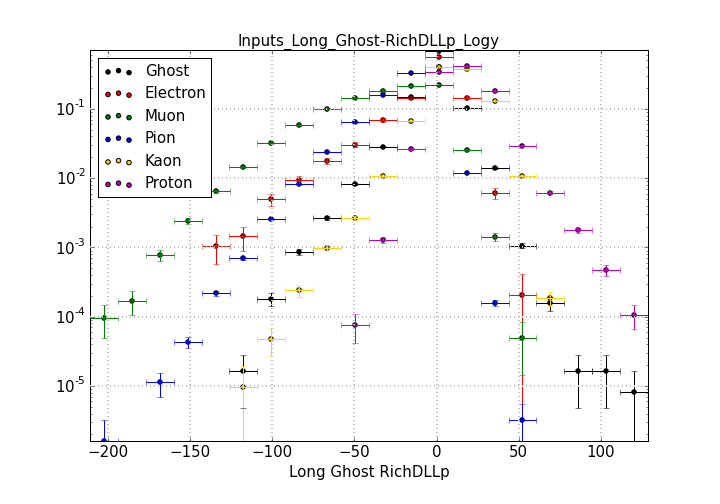 Inputs_Long_Ghost-RichDLLp_Logy
Ghost
Electron
Muon
Pion
Kaon
Proton
10^-1
10^-2
10^-3
10^-4
10^-5
−200 −150 −100 −50 0 50 100
Long Ghost RichDLLp